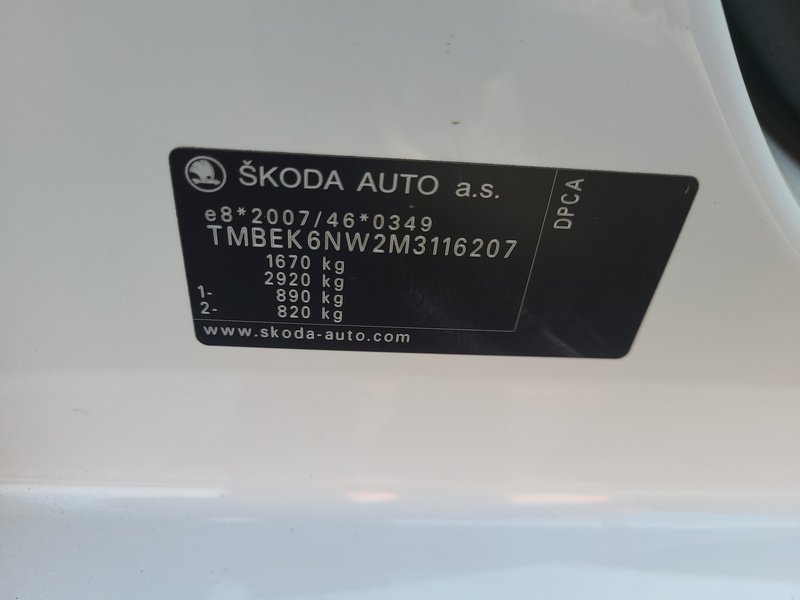 ŠKODA AUTO a.s.
e8*2007/46*0349
TMBEK6NW2M3116207
1670 kg
2920 kg
1- 890 kg
2- 820 kg
www.skoda-auto.com
DPCA